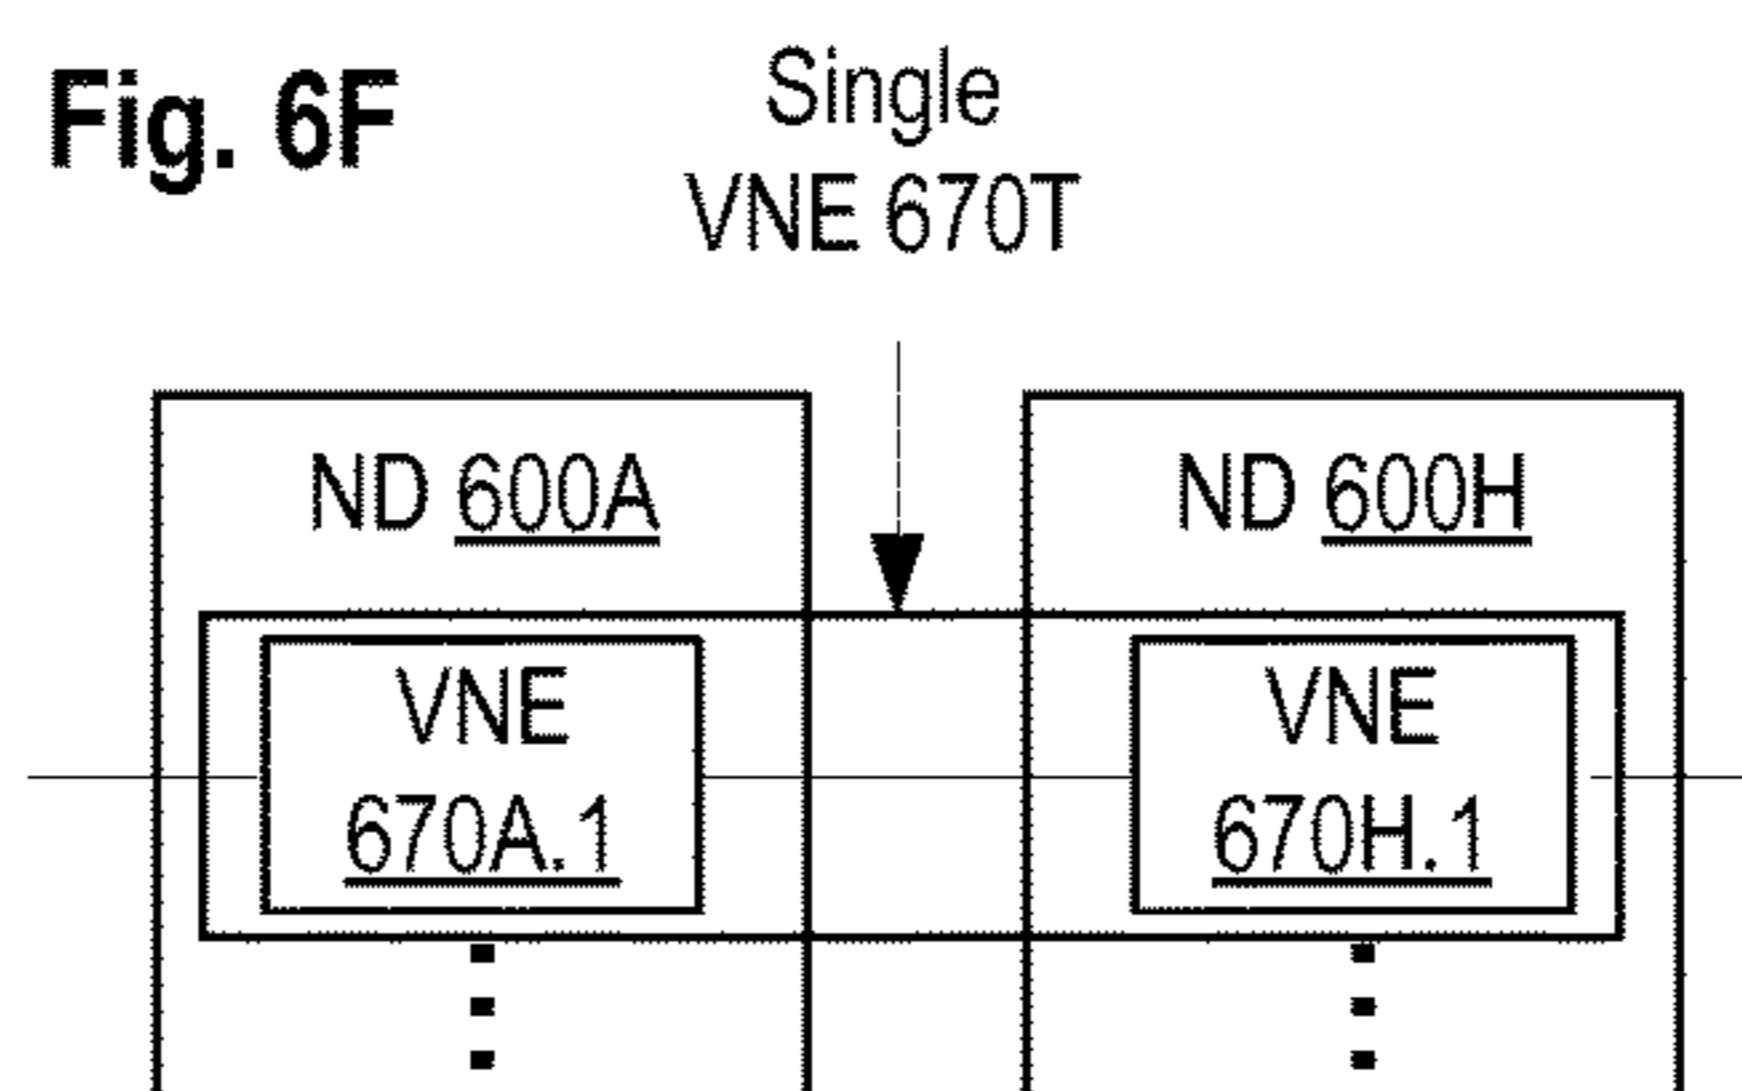 Fig. 6F
Single
VNE 670T
ND 600A
ND 600H
VNE
670A.1
VNE
670H.1